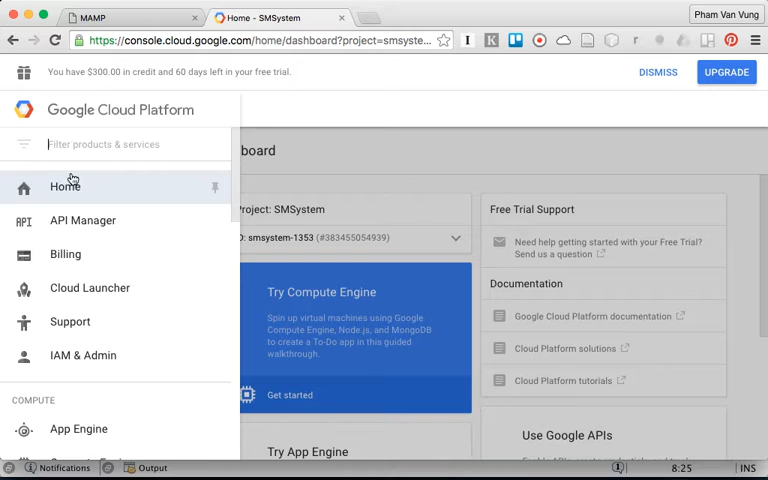 MAMP
Home - SMSystem
Pham Van Vung
https://console.cloud.google.com/home/dashboard?project=smsyste...
You have $300.00 in credit and 60 days left in your free trial.
DISMISS
UPGRADE
Google Cloud Platform
Filter products & services
Home
API API Manager
Billing
Cloud Launcher
Support
IAM & Admin
COMPUTE
App Engine
board
Project: SMSystem
D: smsystem-1353 (#383455054939)
Try Compute Engine
Spin up virtual machines using Google
Compute Engine, Node.js, and MongoDB
to create a To-Do app in this guided
walkthrough.
Get started
Try App Engine
Free Trial Support
Need help getting started with your Free Trial?
Send us a question
Documentation
Google Cloud Platform documentation
Cloud Platform solutions
Cloud Platform tutorials
Use Google APIs
Notifications
Output
8:25
INS